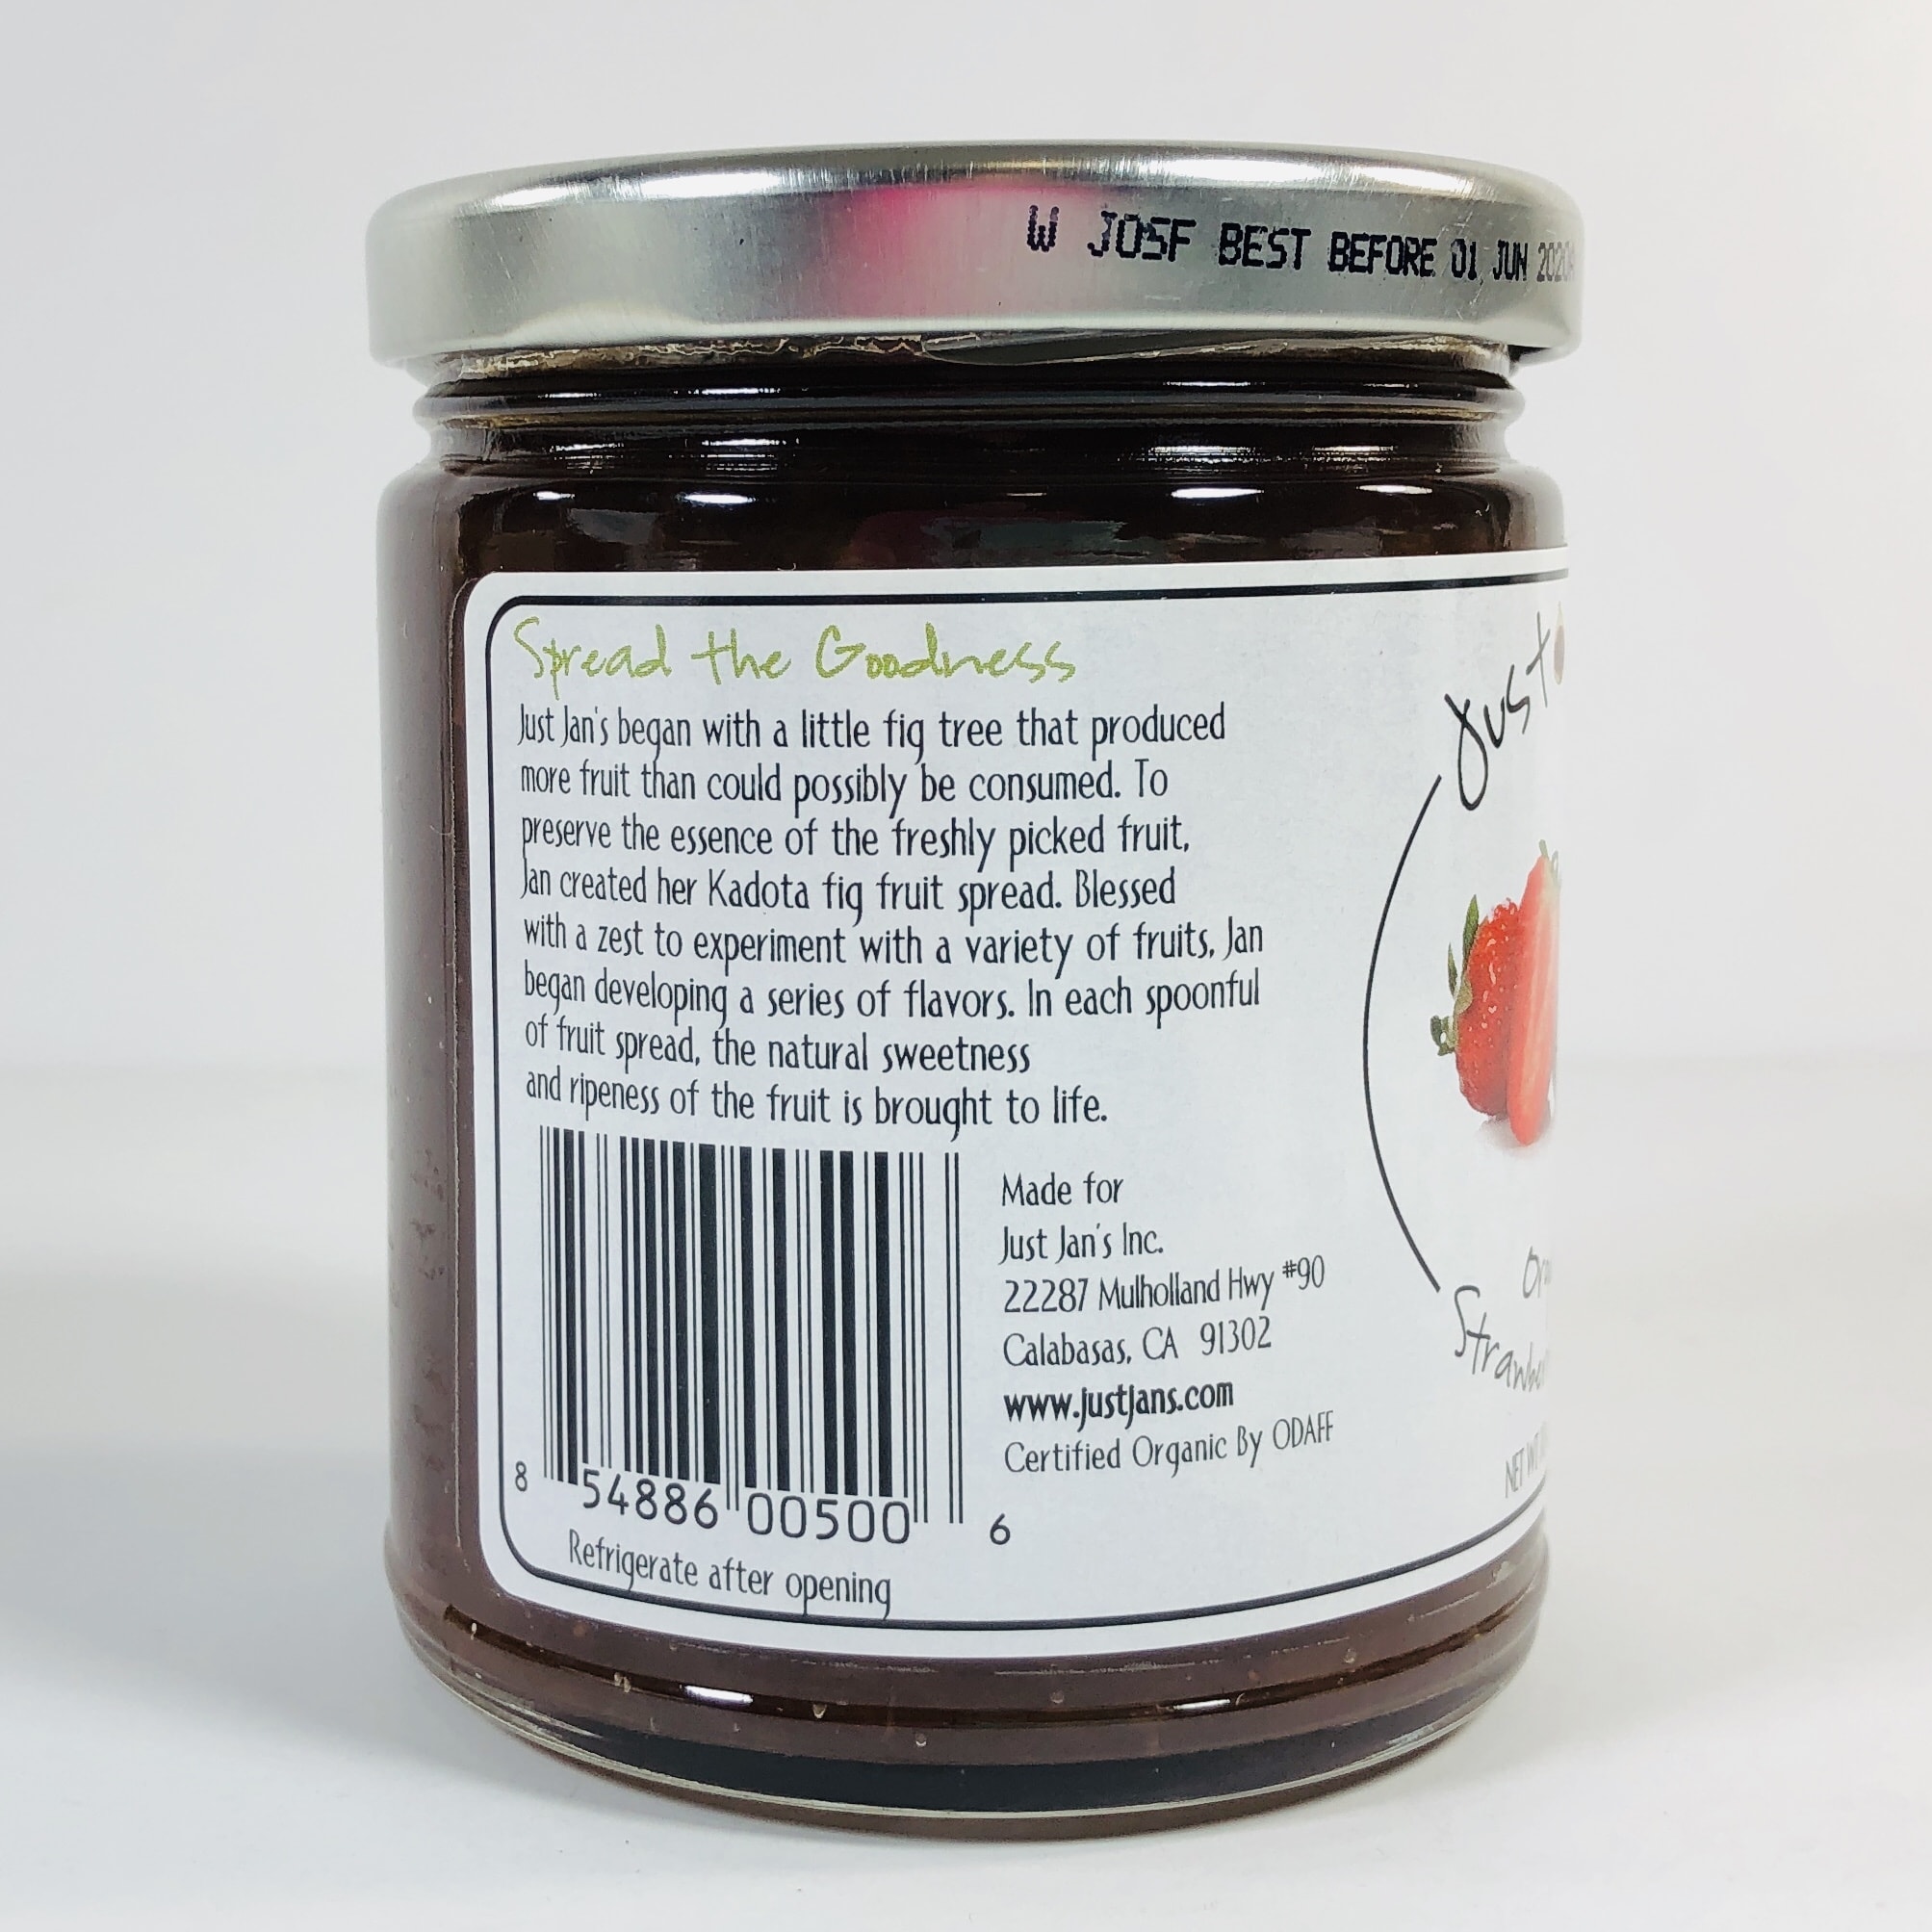 W JOSF BEST BEFORE 01 JUN 2020
Spread the Goodness
Just Jan's began with a little fig tree that produced
more fruit than could possibly be consumed. To
preserve the essence of the freshly picked fruit,
Jan created her Kadota fig fruit spread. Blessed
with a zest to experiment with a variety of fruits, Jan
began developing a series of flavors. In each spoonful
of fruit spread, the natural sweetness
and ripeness of the fruit is brought to life.
Made for
Just Jan's Inc.
22287 Mulholland Hwy #90
Calabasas, CA 91302
www.justjans.com
Certified Organic By ODAFF
8 54886 00500 6
Refrigerate after opening
Just
NET WT